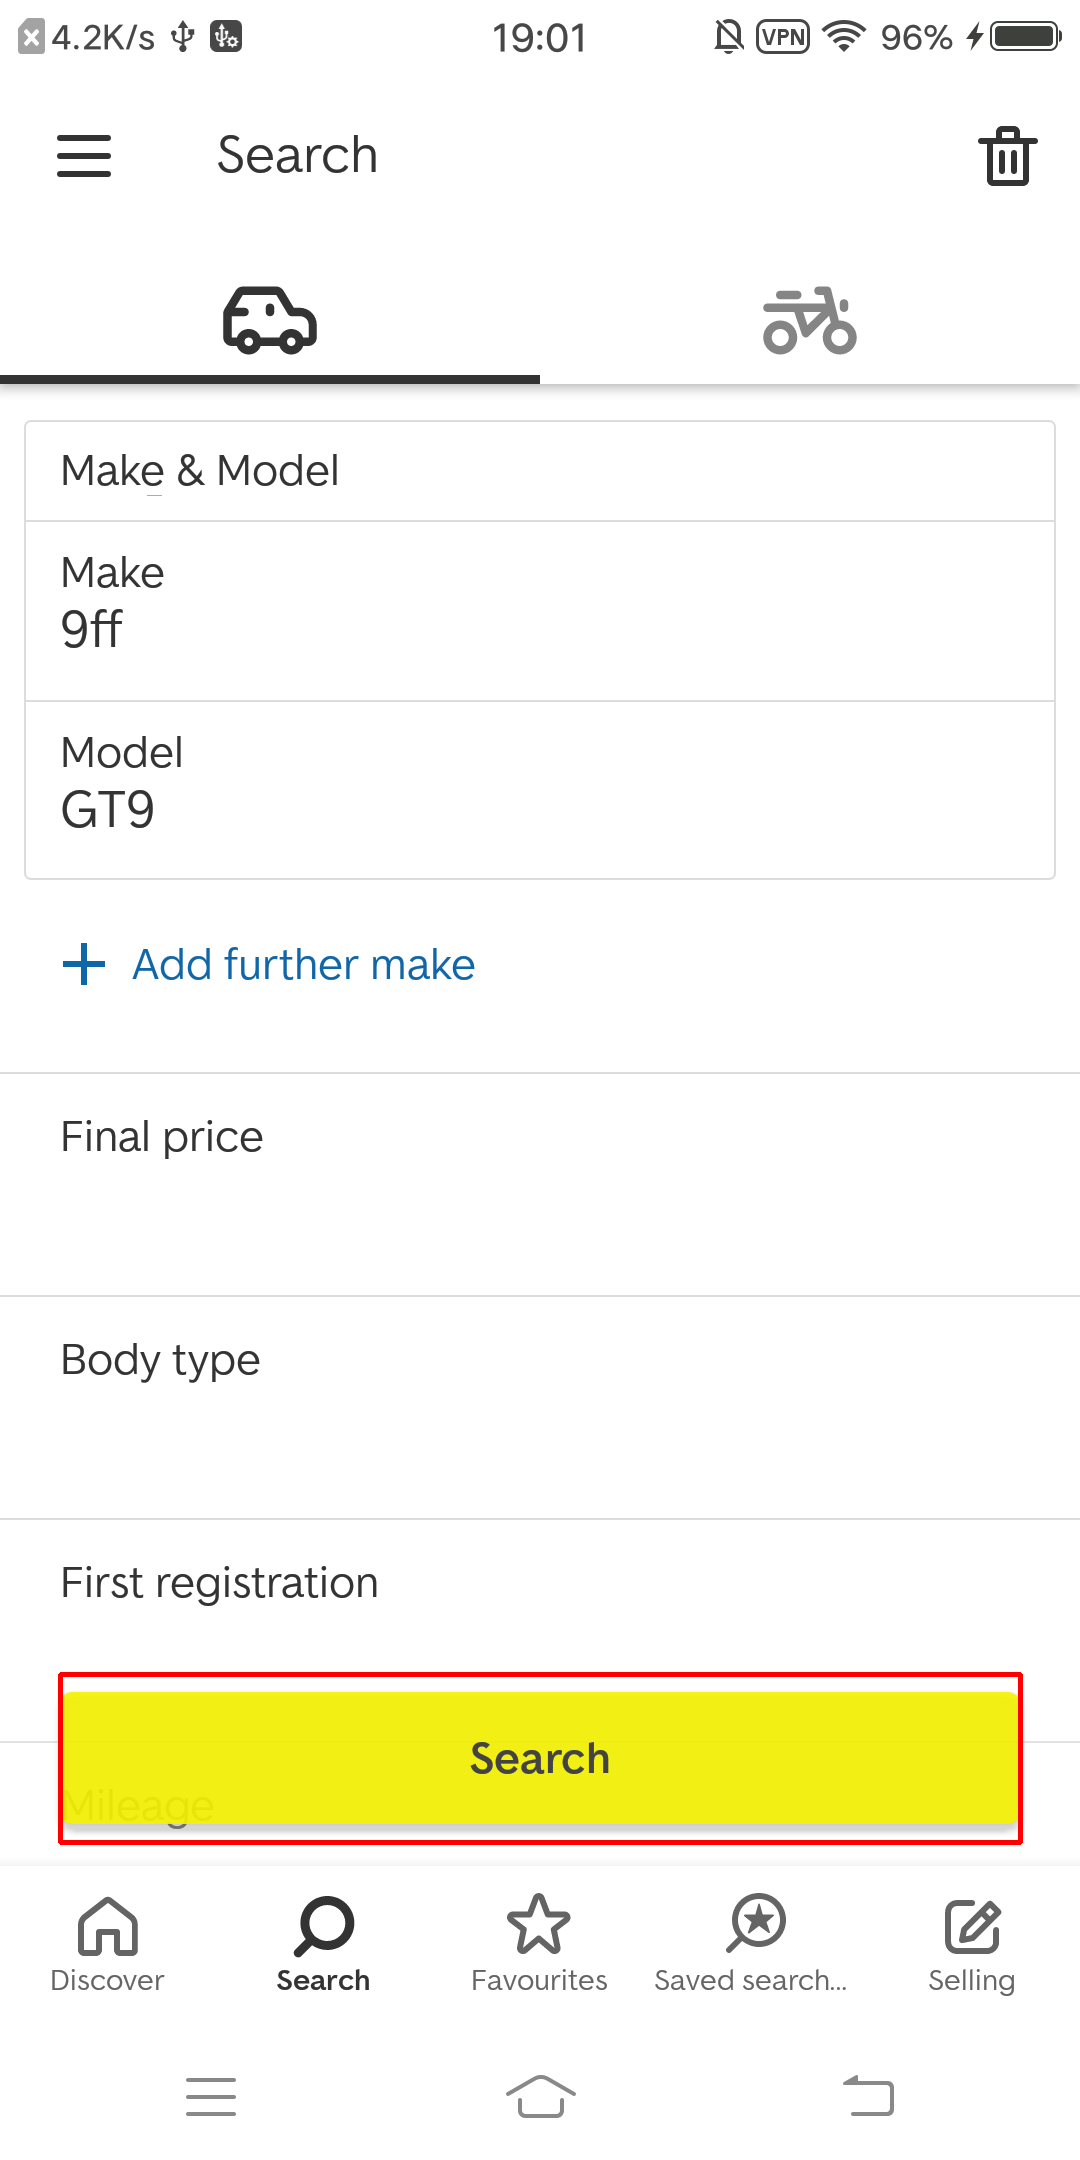 4.2K/s 19:01 VPN 96%
Search
Make & Model
Make
9ff
Model
GT9
Add further make
Final price
Body type
First registration
Search
Mileage
Discover Search Favourites Saved search... Selling